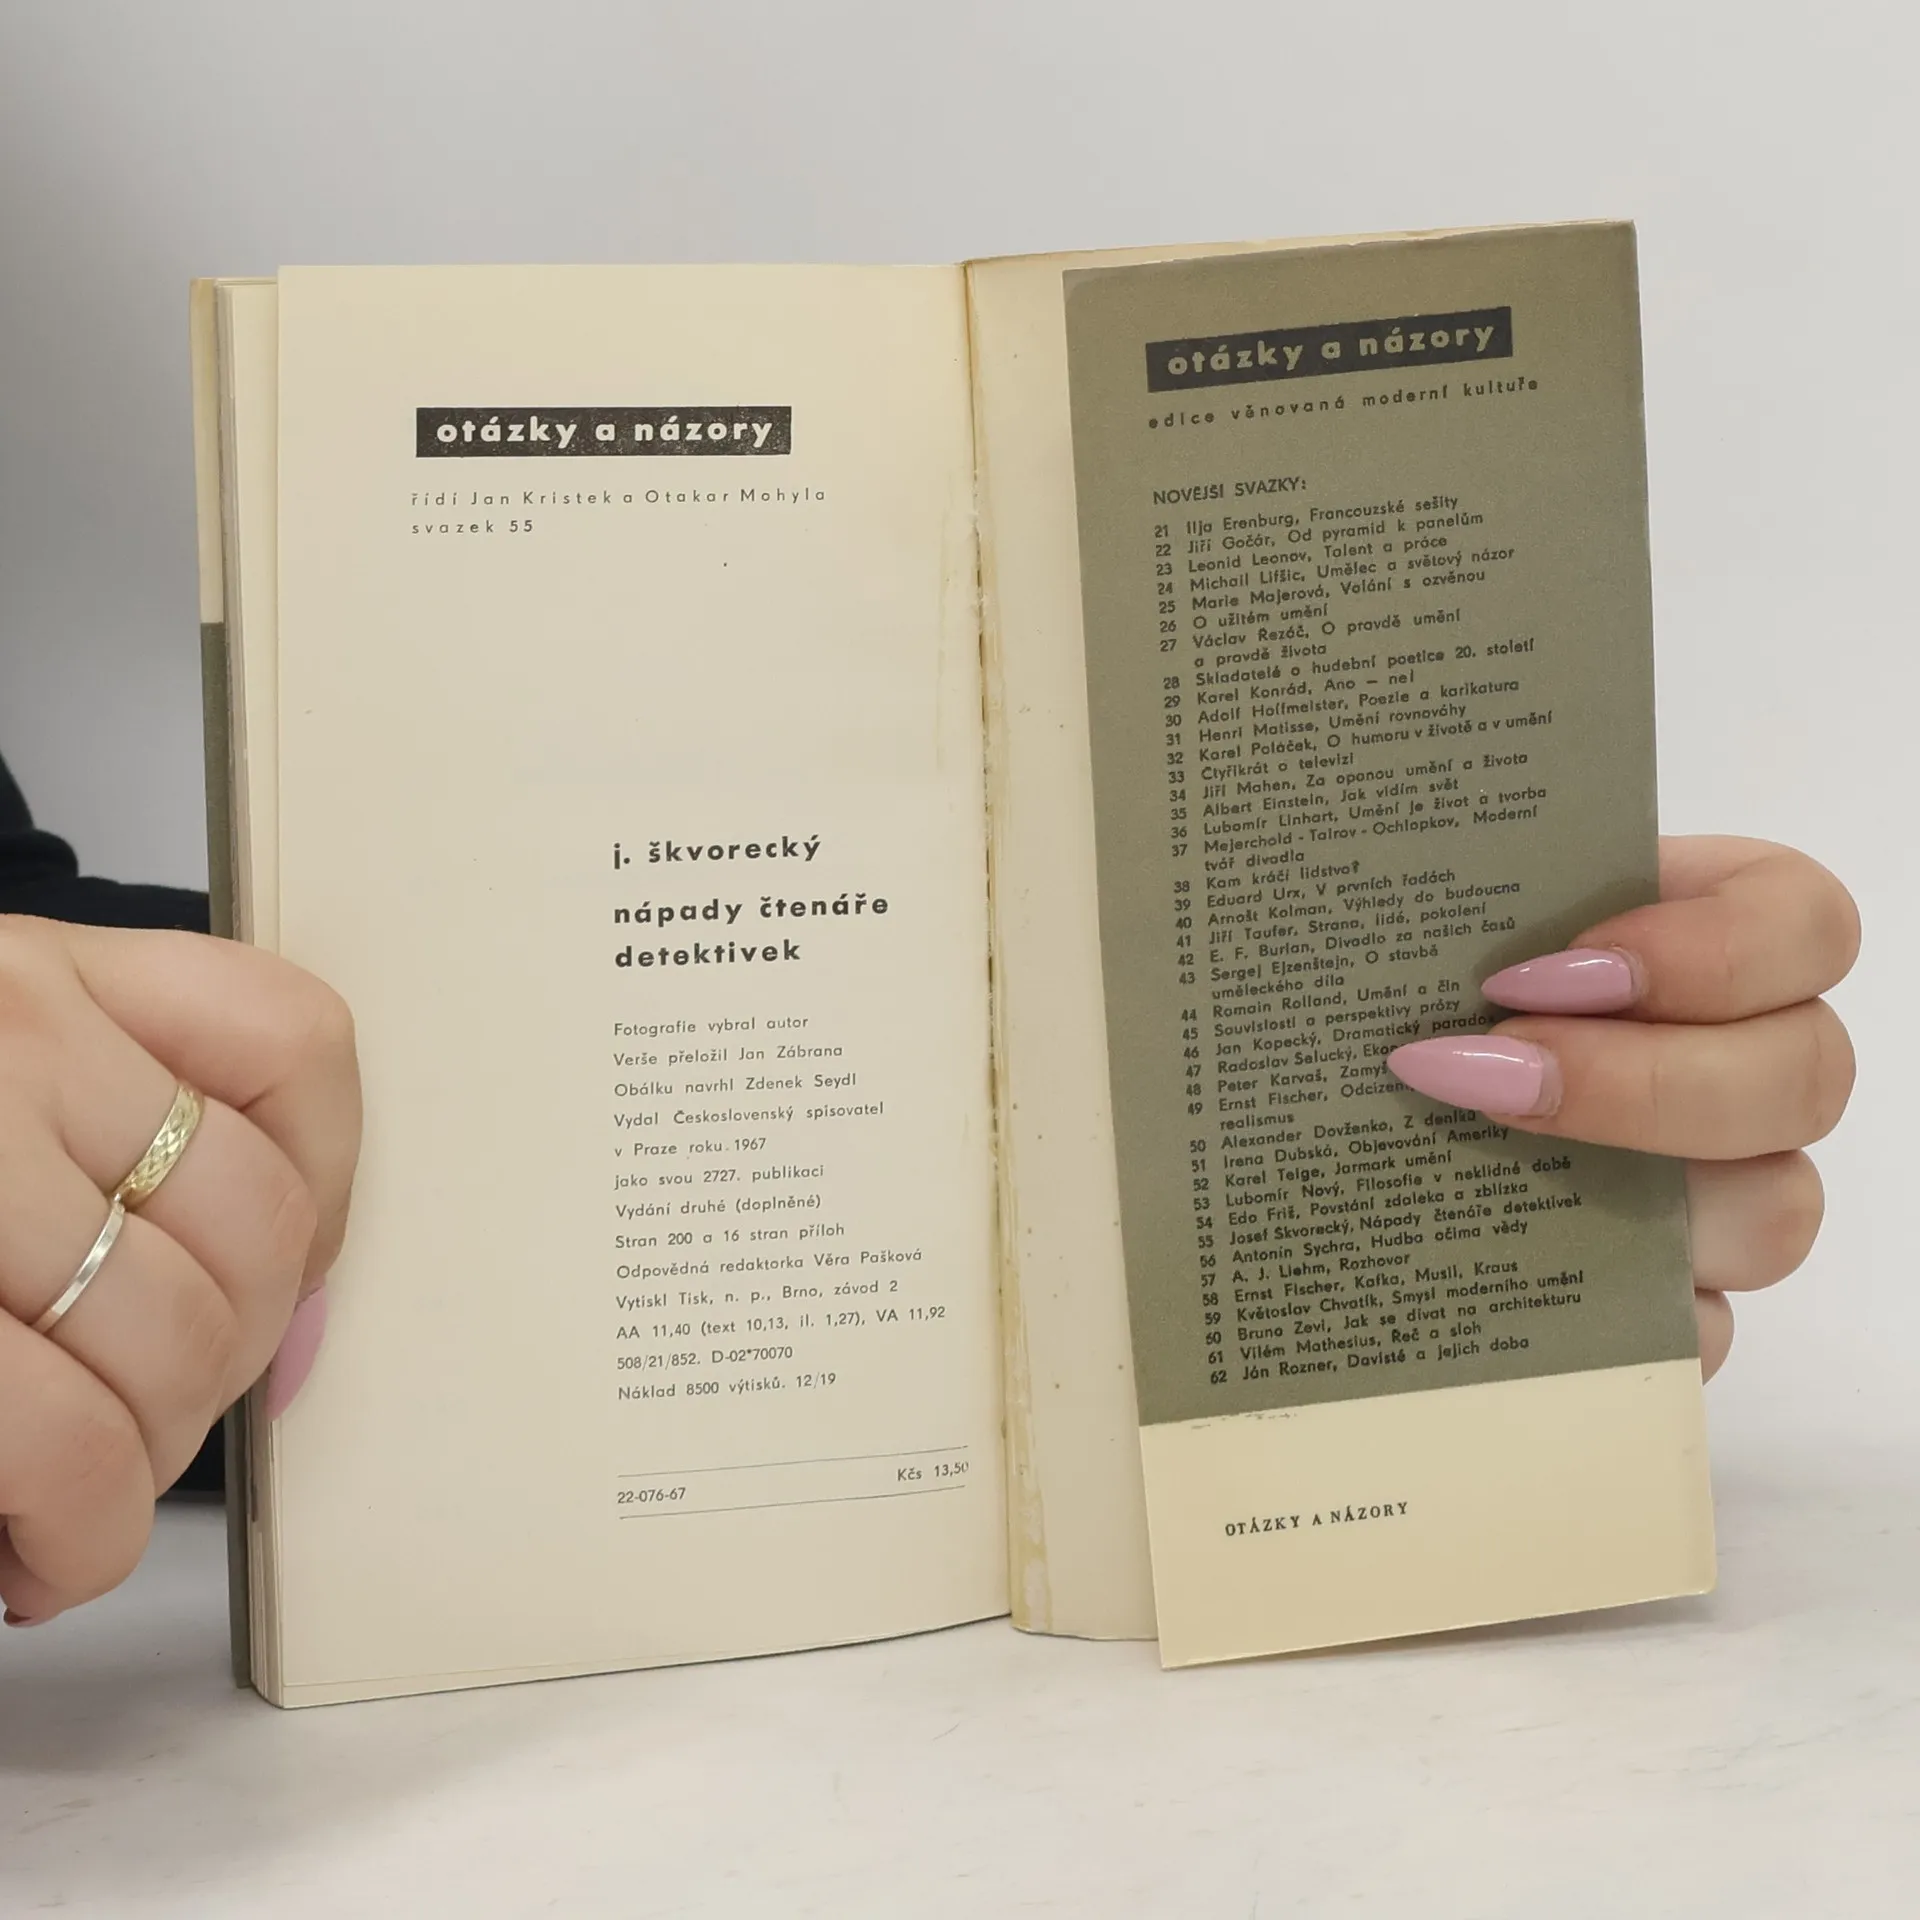 otázky a názory
řídí Jan Kristek a Otakar Mohyla
svazek 55
j. škvorecký
nápady čtenáře
detektivek
Fotografie vybral autor
Verše přeložil Jan Zábrana
Obálku navrhl Zdenek Seydl
Vydal Československý spisovatel
v Praze roku 1967
jako svou 2727. publikaci
Vydání druhé (doplněné)
Stran 200 a 16 stran příloh
Odpovědná redaktorka Věra Pašková
Vytiskl Tisk, n. p., Brno, závod 2
AA 11,40 (text 10,13, il. 1,27), VA 11,92
508/21/852. D-02*70070
Náklad 8500 výtisků. 12/19
22-076-67 Kčs 13,50
otázky a názory
edice věnovaná moderní kultuře
NOVĚJŠÍ SVAZKY:
21 Ilja Erenburg, Francouzské sešity
22 Jiří Gočár, Od pyramid k panelům
23 Leonid Leonov, Talent a práce
24 Michail Lifšic, Umělec a světový názor
25 Marie Majerová, Volání s ozvěnou
26 O užitém umění
27 Václav Řezáč, O pravdě umění
a pravdě života
28 Skladatelé o hudební poetice 20. století
29 Karel Konrád, Ano – ne!
30 Adolf Hoffmeister, Poezie a karikatura
31 Henri Matisse, Umění rovnováhy
32 Karel Poláček, O humoru v životě a v umění
33 Čtyřikrát o televizi
34 Jiří Mahen, Za oponou umění a života
35 Albert Einstein, Jak vidím svět
36 Lubomír Linhart, Umění je život a tvorba
37 Mejerchold - Tairov - Ochlopkov, Moderní
tvář divadla
38 Kam kráčí lidstvo?
39 Eduard Urx, V prvních řadách
40 Arnošt Kolman, Výhledy do budoucna
41 Jiří Taufer, Strana, lidé, pokolení
42 E. F. Burian, Divadlo za našich časů
43 Sergej Ejzenštejn, O stavbě
uměleckého díla
44 Romain Rolland, Umění a čin
45 Souvislosti a perspektivy prózy
46 Jan Kopecký, Dramatický paradox
47 Radoslav Selucký,
48 Peter Karvaš,
49 Ernst Fischer,
realismus
50 Alexander Dovženko, Z deníků
51 Irena Dubská, Objevování Ameriky
52 Karel Teige, Jarmark umění
53 Lubomír Nový, Filosofie v neklidné době
54 Edo Friš, Povstání zdaleka a zblízka
55 Josef Škvorecký, Nápady čtenáře detektivek
56 Antonín Sychra, Hudba očima vědy
57 A. J. Liehm, Rozhovor
58 Ernst Fischer, Kafka, Musil, Kraus
59 Květoslav Chvatík, Smysl moderního umění
60 Bruno Zevi, Jak se dívat na architekturu
61 Vilém Mathesius, Řeč a sloh
62 Ján Rozner, Davisté a jejich doba
OTÁZKY A NÁZORY